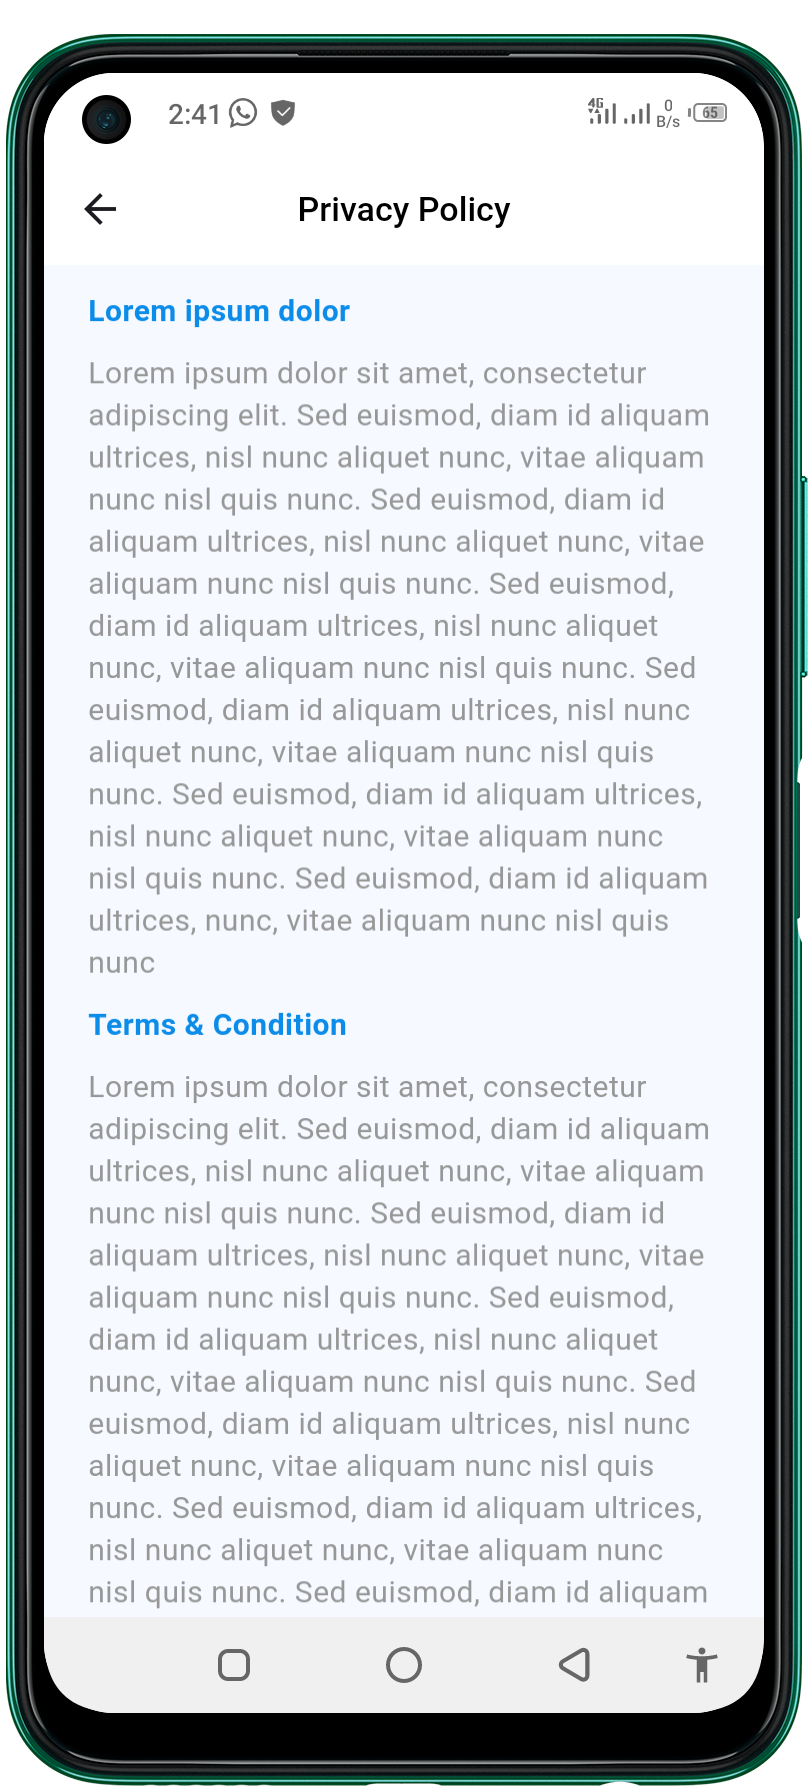 2:41
4G 0 B/s 65
Privacy Policy
Lorem ipsum dolor
Lorem ipsum dolor sit amet, consectetur
adipiscing elit. Sed euismod, diam id aliquam
ultrices, nisl nunc aliquet nunc, vitae aliquam
nunc nisl quis nunc. Sed euismod, diam id
aliquam ultrices, nisl nunc aliquet nunc, vitae
aliquam nunc nisl quis nunc. Sed euismod,
diam id aliquam ultrices, nisl nunc aliquet
nunc, vitae aliquam nunc nisl quis nunc. Sed
euismod, diam id aliquam ultrices, nisl nunc
aliquet nunc, vitae aliquam nunc nisl quis
nunc. Sed euismod, diam id aliquam ultrices,
nisl nunc aliquet nunc, vitae aliquam nunc
nisl quis nunc. Sed euismod, diam id aliquam
ultrices, nunc, vitae aliquam nunc nisl quis
nunc
Terms & Condition
Lorem ipsum dolor sit amet, consectetur
adipiscing elit. Sed euismod, diam id aliquam
ultrices, nisl nunc aliquet nunc, vitae aliquam
nunc nisl quis nunc. Sed euismod, diam id
aliquam ultrices, nisl nunc aliquet nunc, vitae
aliquam nunc nisl quis nunc. Sed euismod,
diam id aliquam ultrices, nisl nunc aliquet
nunc, vitae aliquam nunc nisl quis nunc. Sed
euismod, diam id aliquam ultrices, nisl nunc
aliquet nunc, vitae aliquam nunc nisl quis
nunc. Sed euismod, diam id aliquam ultrices,
nisl nunc aliquet nunc, vitae aliquam nunc
nisl quis nunc. Sed euismod, diam id aliquam